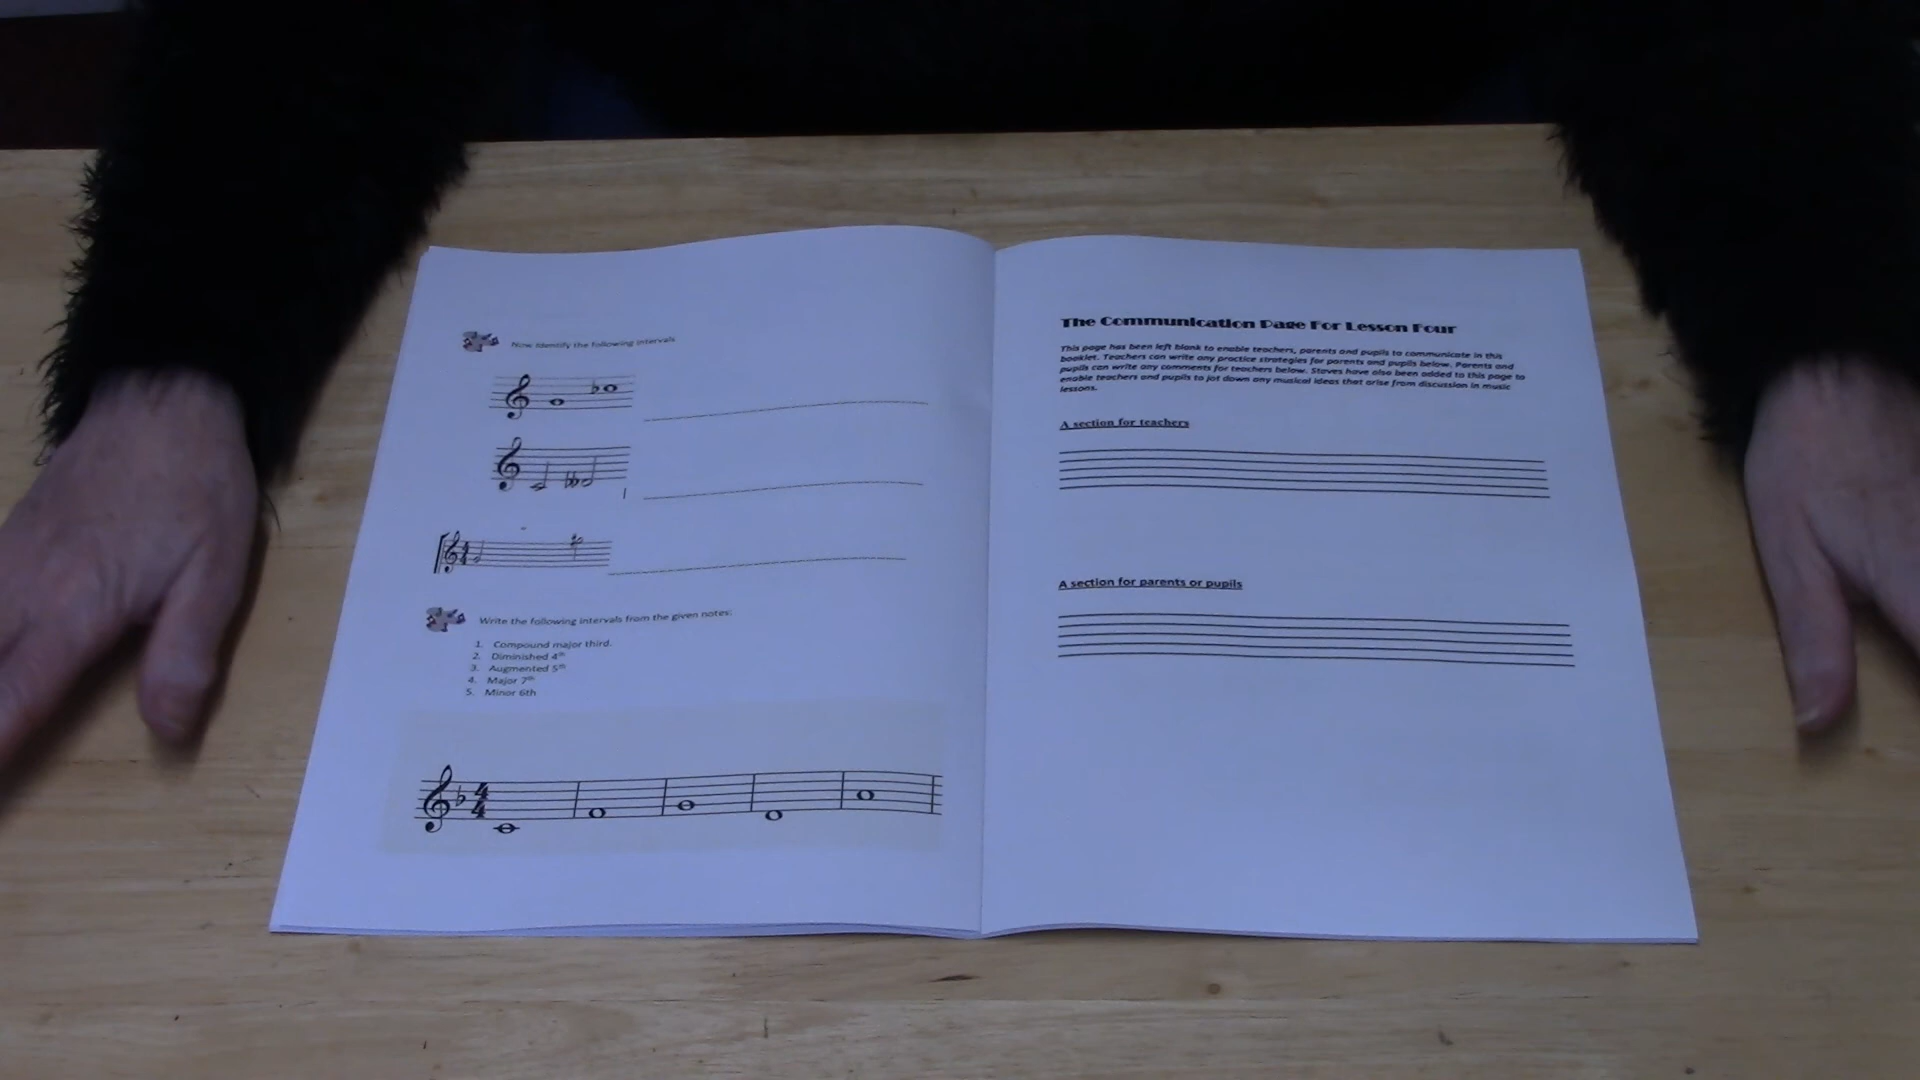 Now identify the following intervals
Write the following intervals from the given notes:
1. Compound major third.
2. Diminished 4th
3. Augmented 5th
4. Major 7th
5. Minor 6th
The Communication Page For Lesson Four
This page has been left blank to enable teachers, parents and pupils to communicate in this
booklet. Teachers can write any practice strategies for parents and pupils below. Parents and
pupils can write any comments for teachers below. Staves have also been added to this page to
enable teachers and pupils to jot down any musical ideas that arise from discussion in music
lessons.
A section for teachers
A section for parents or pupils